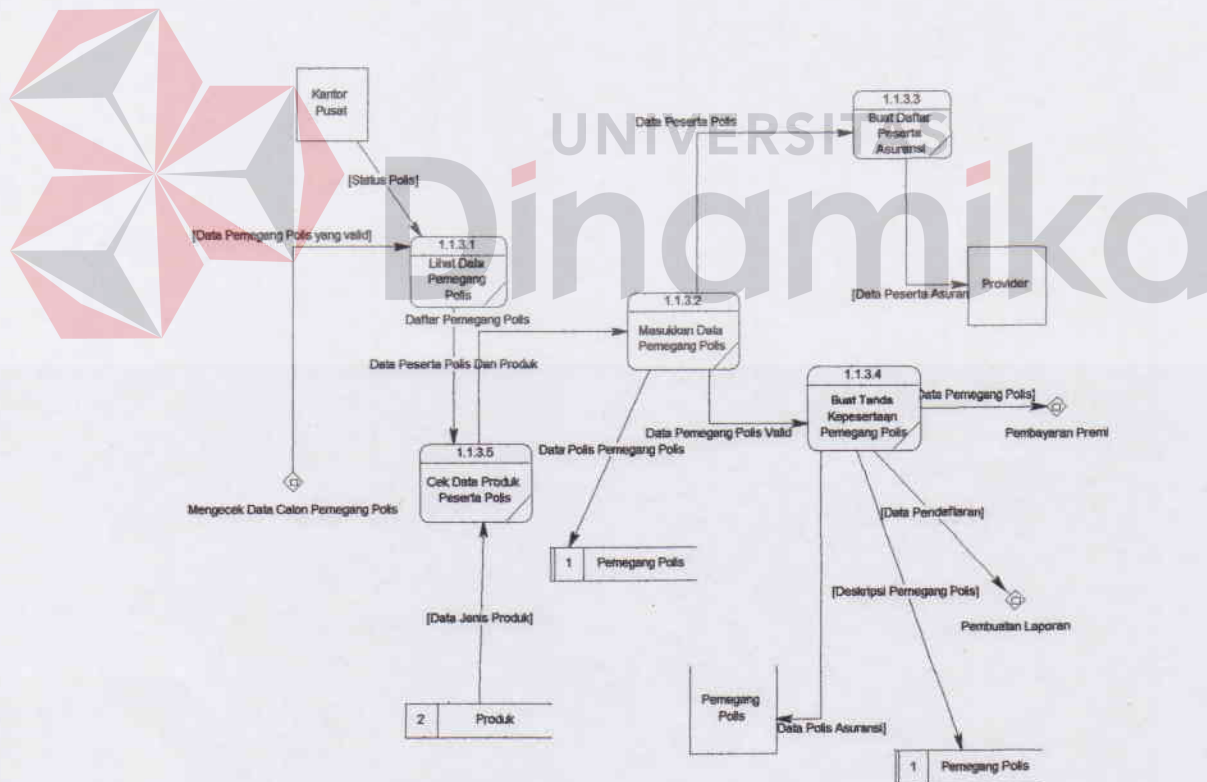 UNIVERSITAS
Dinamika
Kantor
Pusat
[Status Polis]
[Data Pemegang Polis yang valid]
1.1.3.1
Lihat Data
Pemegang
Polis
Daftar Pemegang Polis
Data Peserta Polis Dan Produk
1.1.3.5
Cek Data Produk
Peserta Polis
Mengecek Data Calon Pemegang Polis
[Data Jenis Produk]
2
Produk
Data Peserta Polis
1.1.3.3
Buat Daftar
Peserta
Asuransi
[Data Peserta Asuran
Provider
1.1.3.2
Masukkan Data
Pemegang Polis
Data Polis Pemegang Polis
1
Pemegang Polis
Data Pemegang Polis Valid
1.1.3.4
Buat Tanda
Kepesertaan
Pemegang Polis
Data Pemegang Polis]
Pembayaran Premi
[Data Pendaftaran]
[Deskripsi Pemegang Polis]
Pembuatan Laporan
Pemegang
Polis
Data Polis Asuransi]
1
Pemegang Polis